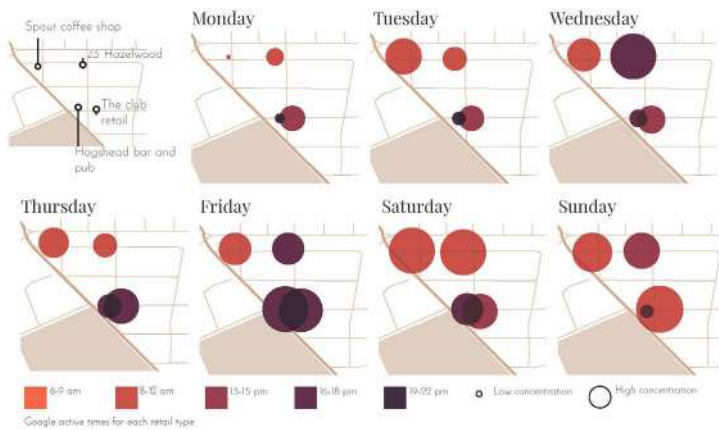 Spout coffee shop
23 Hazelwood
The club
retail
Hogshead bar and
pub
Monday
Tuesday
Wednesday
Thursday
Friday
Saturday
Sunday
6-9 am
8-12 am
13-15 pm
16-18 pm
19-22 pm
Low concentration
High concentration
Google active times for each retail type